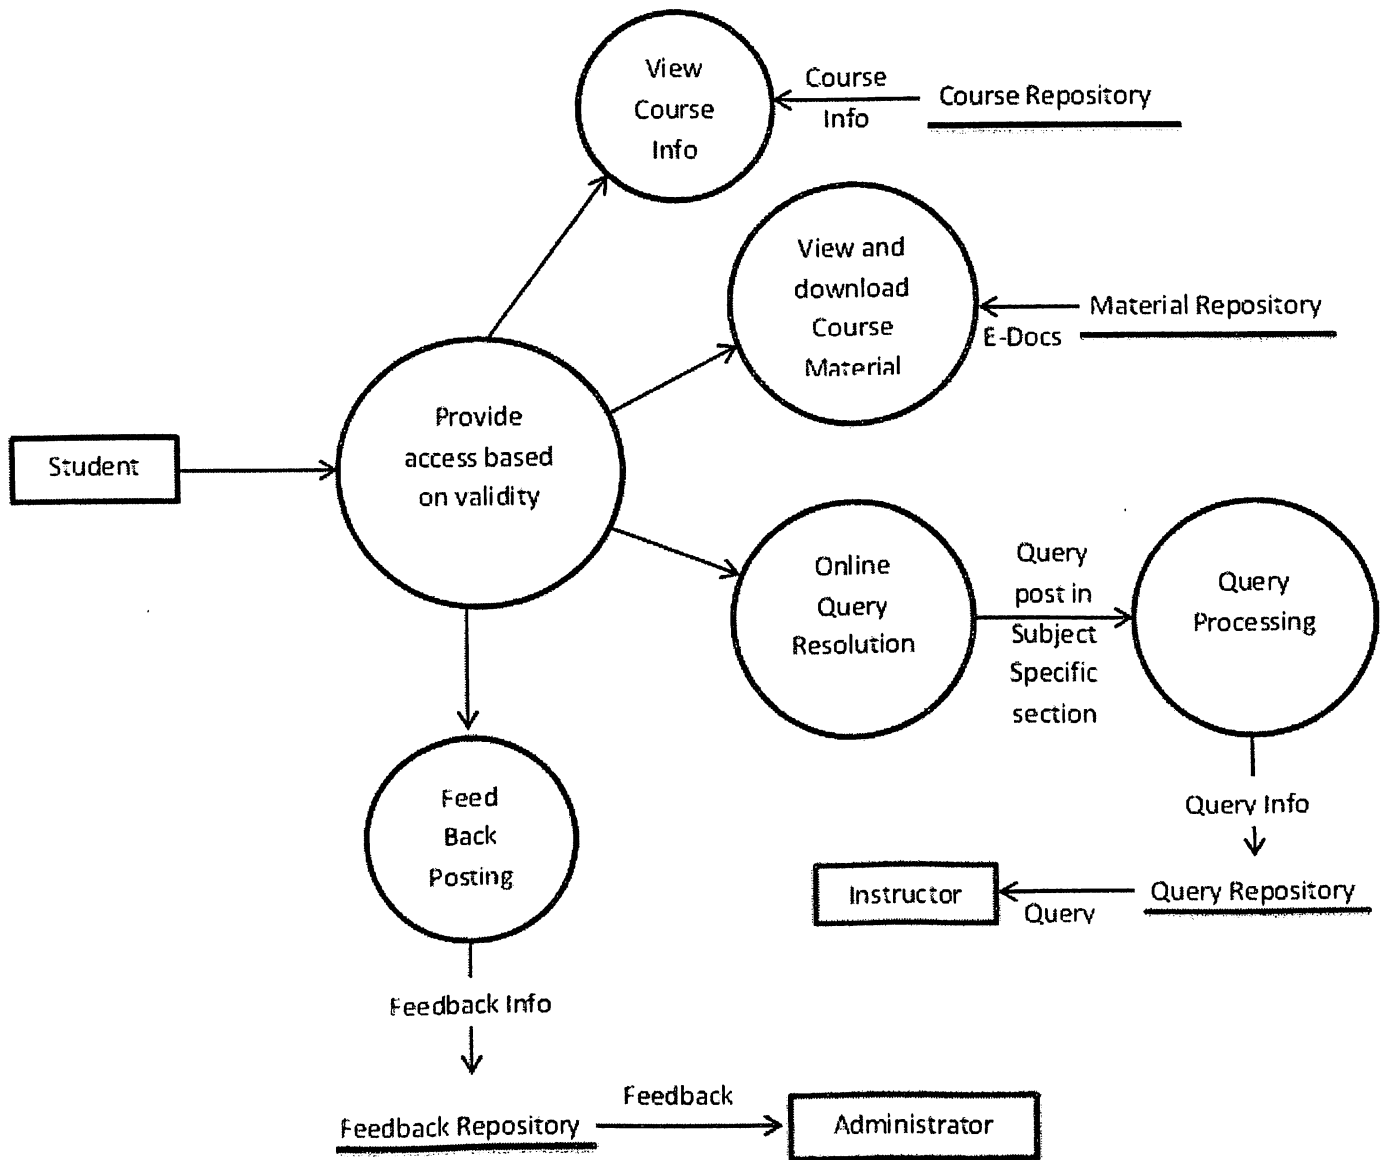 View
Course
Info
Course
Info
Course Repository
View and
download
Course
Material
E-Docs
Material Repository
Student
Provide
access based
on validity
Online
Query
Resolution
Query
post in
Subject
Specific
section
Query
Processing
Query Info
Query Repository
Query
Instructor
Feed
Back
Posting
Feedback Info
Feedback Repository
Feedback
Administrator